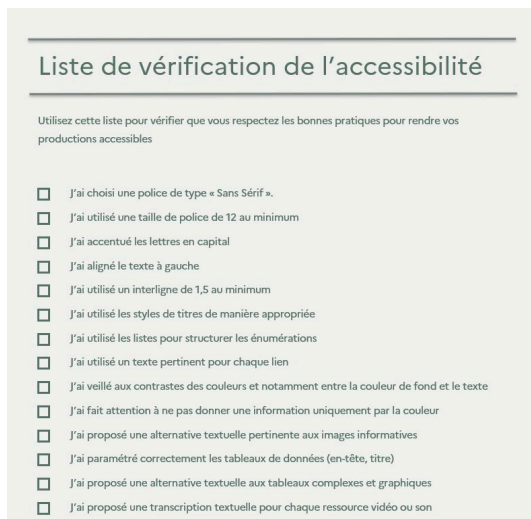 Liste de vérification de l'accessibilité
Utilisez cette liste pour vérifier que vous respectez les bonnes pratiques pour rendre vos
productions accessibles
J'ai choisi une police de type « Sans Sérif ».
J'ai utilisé une taille de police de 12 au minimum
J'ai accentué les lettres en capital
J'ai aligné le texte à gauche
J'ai utilisé un interligne de 1,5 au minimum
J'ai utilisé les styles de titres de manière appropriée
J'ai utilisé les listes pour structurer les énumérations
J'ai utilisé un texte pertinent pour chaque lien
J'ai veillé aux contrastes des couleurs et notamment entre la couleur de fond et le texte
J'ai fait attention à ne pas donner une information uniquement par la couleur
J'ai proposé une alternative textuelle pertinente aux images informatives
J'ai paramétré correctement les tableaux de données (en-tête, titre)
J'ai proposé une alternative textuelle aux tableaux complexes et graphiques
J'ai proposé une transcription textuelle pour chaque ressource vidéo ou son